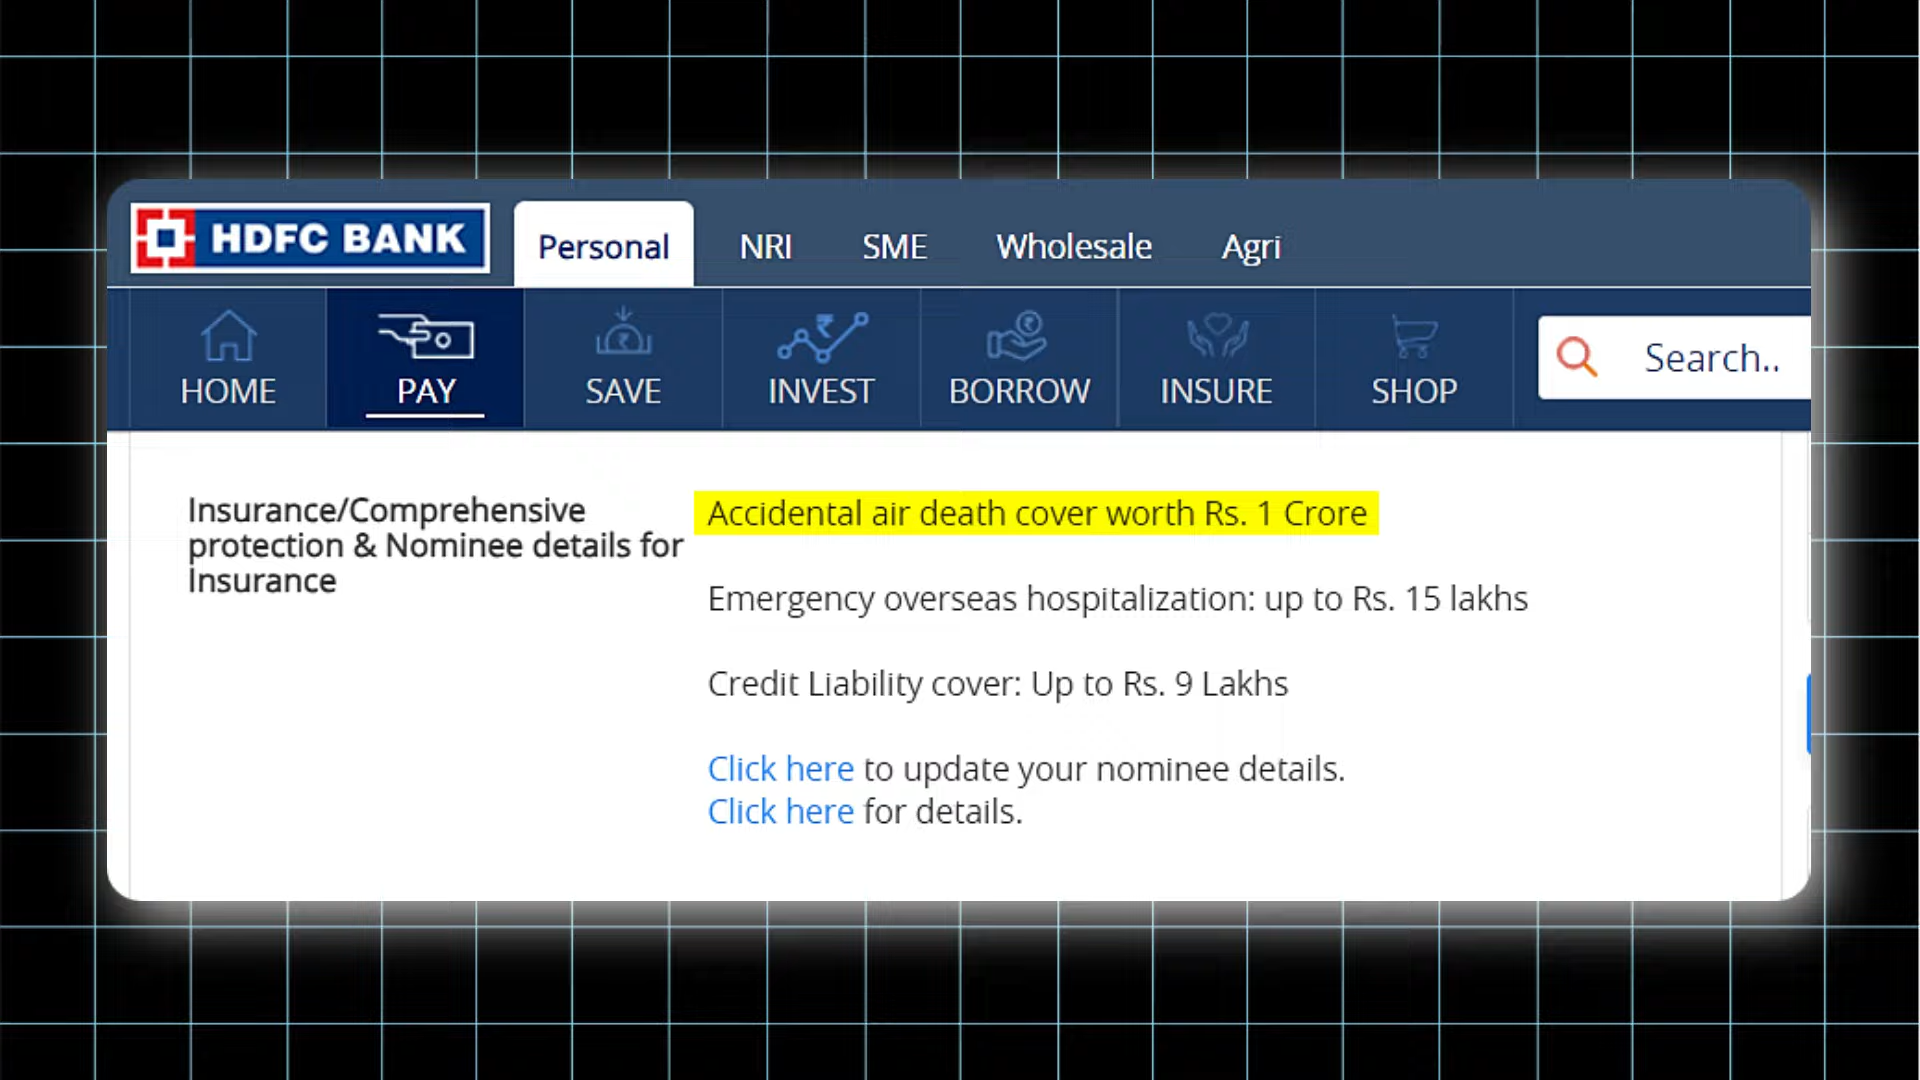 HDFC BANK
Personal NRI SME Wholesale Agri
HOME PAY SAVE INVEST BORROW INSURE SHOP Search..
Insurance/Comprehensive
protection & Nominee details for
Insurance
Accidental air death cover worth Rs. 1 Crore
Emergency overseas hospitalization: up to Rs. 15 lakhs
Credit Liability cover: Up to Rs. 9 Lakhs
Click here to update your nominee details.
Click here for details.